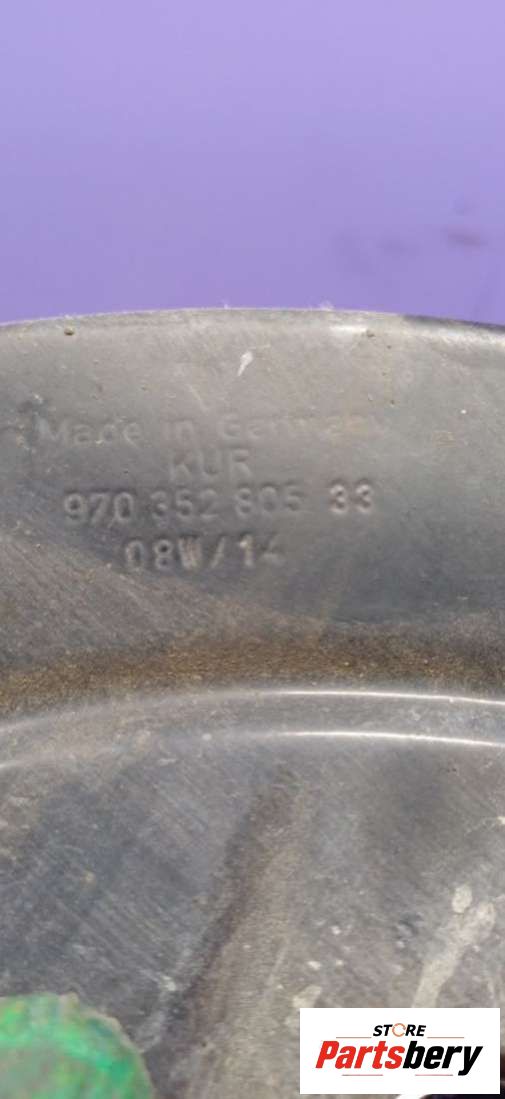 Made in Germany
KUR
970 352 805 33
08W/14
STORE
Partsbery